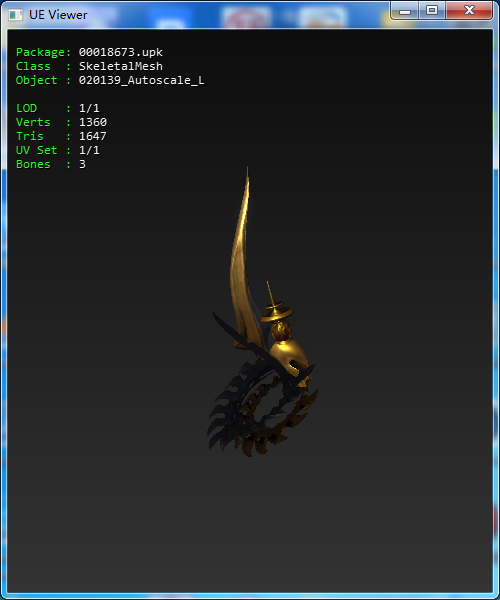 UE Viewer
Package: 00018673.upk
Class : SkeletalMesh
Object : 020139_Autoscale_L
LOD : 1/1
Verts : 1360
Tris : 1647
UV Set : 1/1
Bones : 3